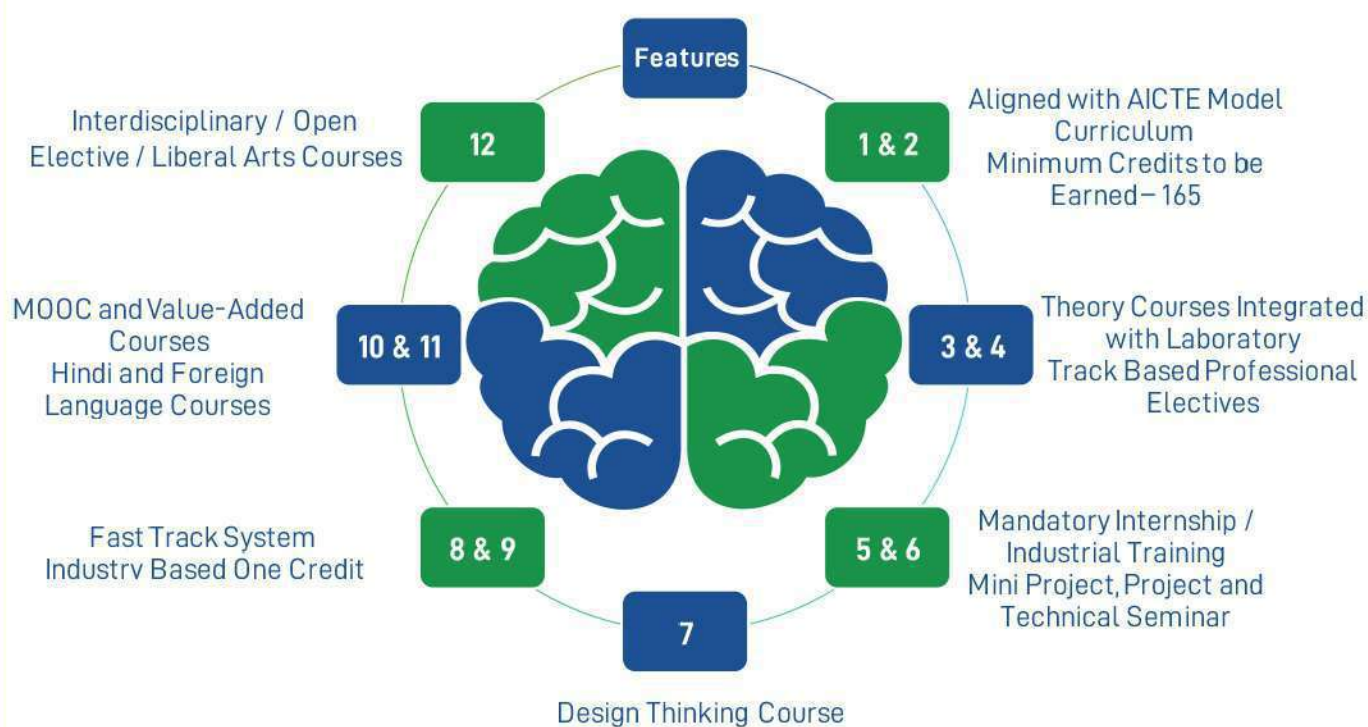 Features
1 & 2
Aligned with AICTE Model
Curriculum
Minimum Credits to be
Earned – 165
3 & 4
Theory Courses Integrated
with Laboratory
Track Based Professional
Electives
5 & 6
Mandatory Internship /
Industrial Training
Mini Project, Project and
Technical Seminar
7
Design Thinking Course
8 & 9
Fast Track System
Industry Based One Credit
10 & 11
MOOC and Value-Added
Courses
Hindi and Foreign
Language Courses
12
Interdisciplinary / Open
Elective / Liberal Arts Courses